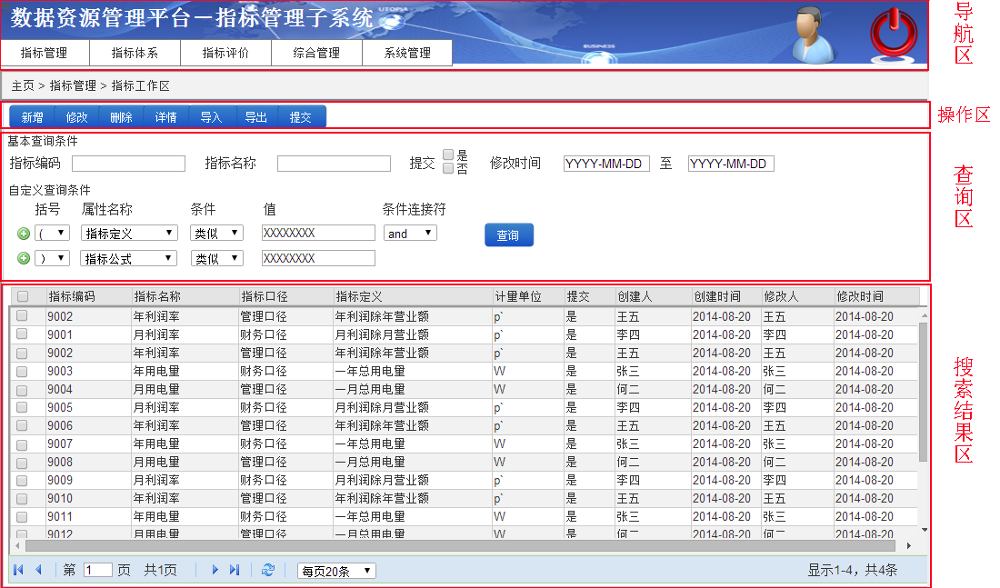 数据资源管理平台－指标管理子系统
UTOPIA
BUSINESS
指标管理 指标体系 指标评价 综合管理 系统管理
导航区
主页 > 指标管理 > 指标工作区
新增 修改 删除 详情 导入 导出 提交
操作区
基本查询条件
指标编码 指标名称 提交 是 否 修改时间 YYYY-MM-DD 至 YYYY-MM-DD
自定义查询条件
括号 属性名称 条件 值 条件连接符
( 指标定义 类似 XXXXXXXX and 查询
) 指标公式 类似 XXXXXXXX
查询区
指标编码 指标名称 指标口径 指标定义 计量单位 提交 创建人 创建时间 修改人 修改时间
9002 年利润率 管理口径 年利润除年营业额 p` 是 王五 2014-08-20 王五 2014-08-20
9001 月利润率 财务口径 月利润除月营业额 p` 是 李四 2014-08-20 李四 2014-08-20
9002 年利润率 管理口径 年利润除年营业额 p` 是 王五 2014-08-20 王五 2014-08-20
9003 年用电量 财务口径 一年总用电量 W 是 张三 2014-08-20 张三 2014-08-20
9004 月用电量 管理口径 一月总用电量 W 是 何二 2014-08-20 何二 2014-08-20
9005 月利润率 财务口径 月利润除月营业额 p` 是 李四 2014-08-20 李四 2014-08-20
9006 年利润率 管理口径 年利润除年营业额 p` 是 王五 2014-08-20 王五 2014-08-20
9007 年用电量 财务口径 一年总用电量 W 是 张三 2014-08-20 张三 2014-08-20
9008 月用电量 管理口径 一月总用电量 W 是 何二 2014-08-20 何二 2014-08-20
9009 月利润率 财务口径 月利润除月营业额 p` 是 李四 2014-08-20 李四 2014-08-20
9010 年利润率 管理口径 年利润除年营业额 p` 是 王五 2014-08-20 王五 2014-08-20
9011 年用电量 财务口径 一年总用电量 W 是 张三 2014-08-20 张三 2014-08-20
9012 月用电量 管理口径 一月总用电量 W 是 何二 2014-08-20 何二 2014-08-20
搜索结果区
第 1 页 共1页 每页20条 显示1-4，共4条